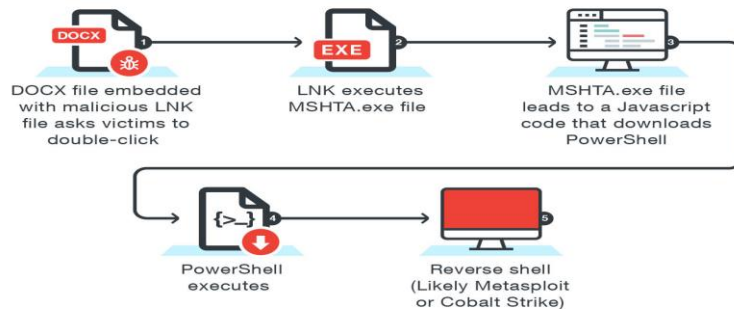 DOCX
1
DOCX file embedded
with malicious LNK
file asks victims to
double-click
EXE
2
LNK executes
MSHTA.exe file
3
MSHTA.exe file
leads to a Javascript
code that downloads
PowerShell
{>_}
4
PowerShell
executes
5
Reverse shell
(Likely Metasploit
or Cobalt Strike)